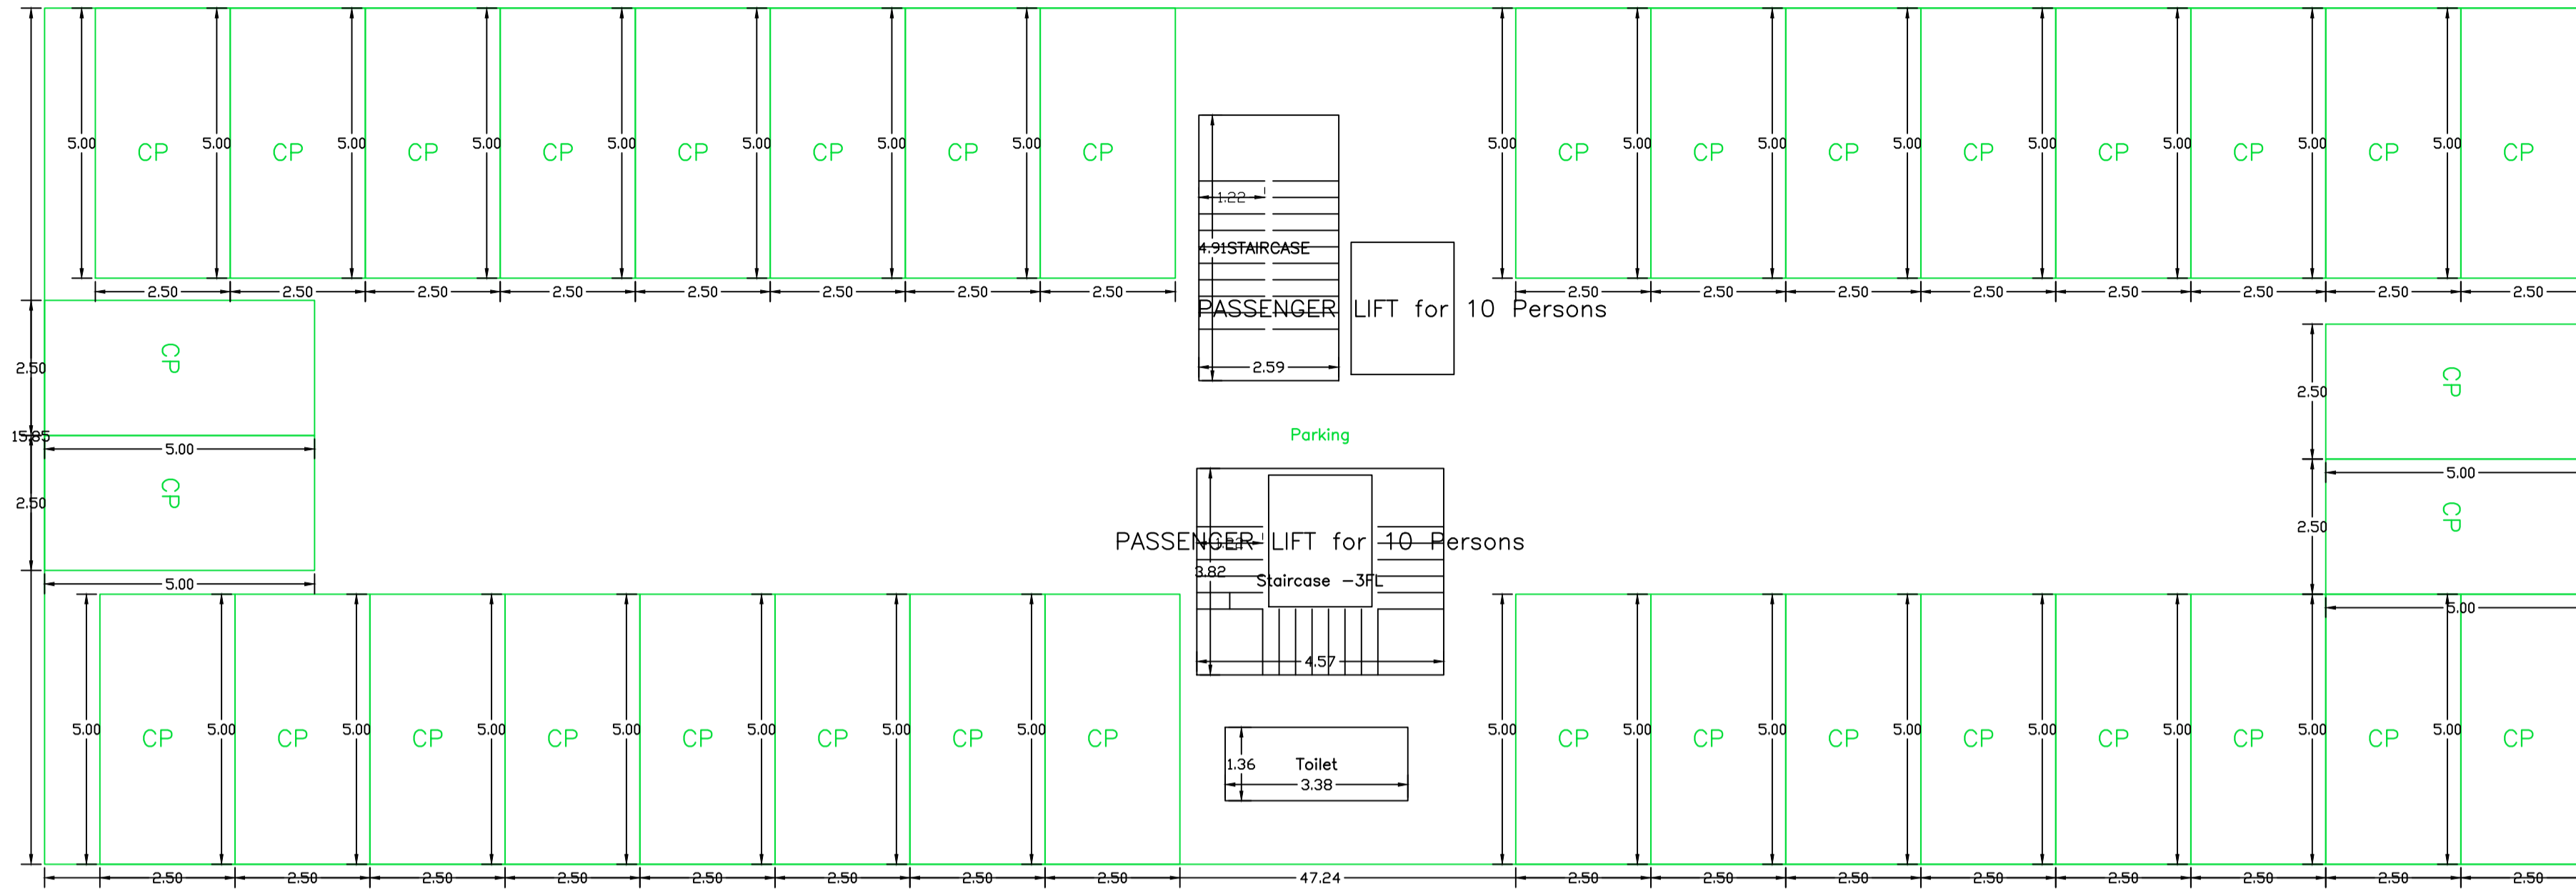 5.00 5.00 5.00 5.00 5.00 5.00 5.00 5.00 5.00 5.00 5.00 5.00 5.00 5.00 5.00 5.00
CP CP CP CP CP CP CP CP CP CP CP CP CP CP CP CP
1.22
4.91 STAIRCASE
2.50 2.50 2.50 2.50 2.50 2.50 2.50 2.50 2.50 2.50 2.50 2.50 2.50 2.50 2.50 2.50
PASSENGER LIFT for 10 Persons
CP
2.50
2.59
CP
2.50
Parking
15.85
5.00
5.00
CP
2.50
CP
2.50
PASSENGER LIFT for 10 Persons
3.82
Staircase -3FL
5.00
5.00
4.57
5.00 5.00 5.00 5.00 5.00 5.00 5.00 5.00 5.00 5.00 5.00 5.00 5.00 5.00 5.00 5.00
CP CP CP CP CP CP CP CP CP CP CP CP CP CP CP CP
1.36 Toilet
3.38
2.50 2.50 2.50 2.50 2.50 2.50 2.50 2.50 47.24 2.50 2.50 2.50 2.50 2.50 2.50 2.50 2.50